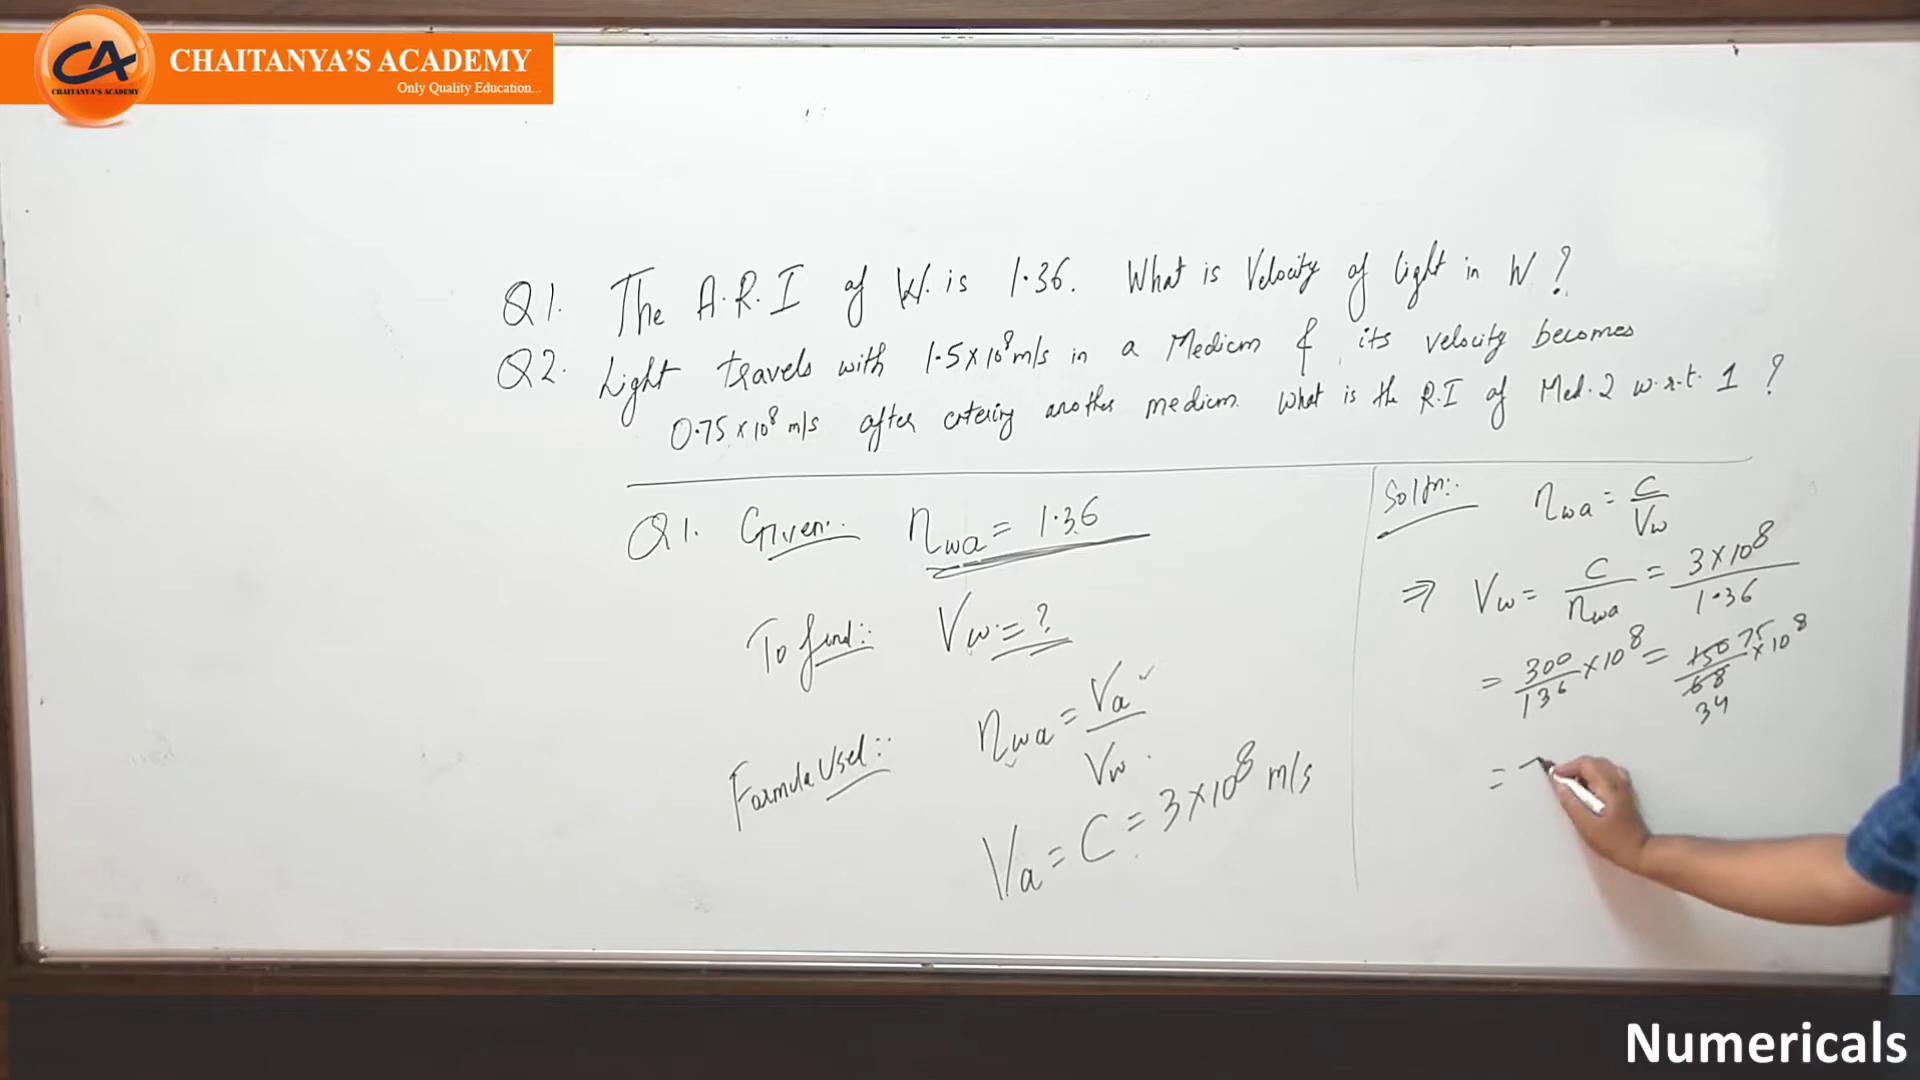 CA
CHAITANYA'S ACADEMY
CHAITANYA'S ACADEMY
Only Quality Education...
Q1. The A.R.I of W. is 1.36. What is Velocity of light in W?
Q2. Light travels with 1.5×10⁸ m/s in a Medium & its velocity becomes
0.75×10⁸ m/s after entering another medium. What is the R.I of Med.2 w.r.t. 1?
Q1. Given:. ηwa = 1.36
To find:: Vw = ?
Formula Used:: ηwa = Va/Vw
Va = C = 3×10⁸ m/s
Soltn:. ηwa = C/Vw
⇒ Vw = C/ηwa = 3×10⁸/1.36
= 300/136 ×10⁸ = 150/68 ×10⁸
75
34
=
Numericals